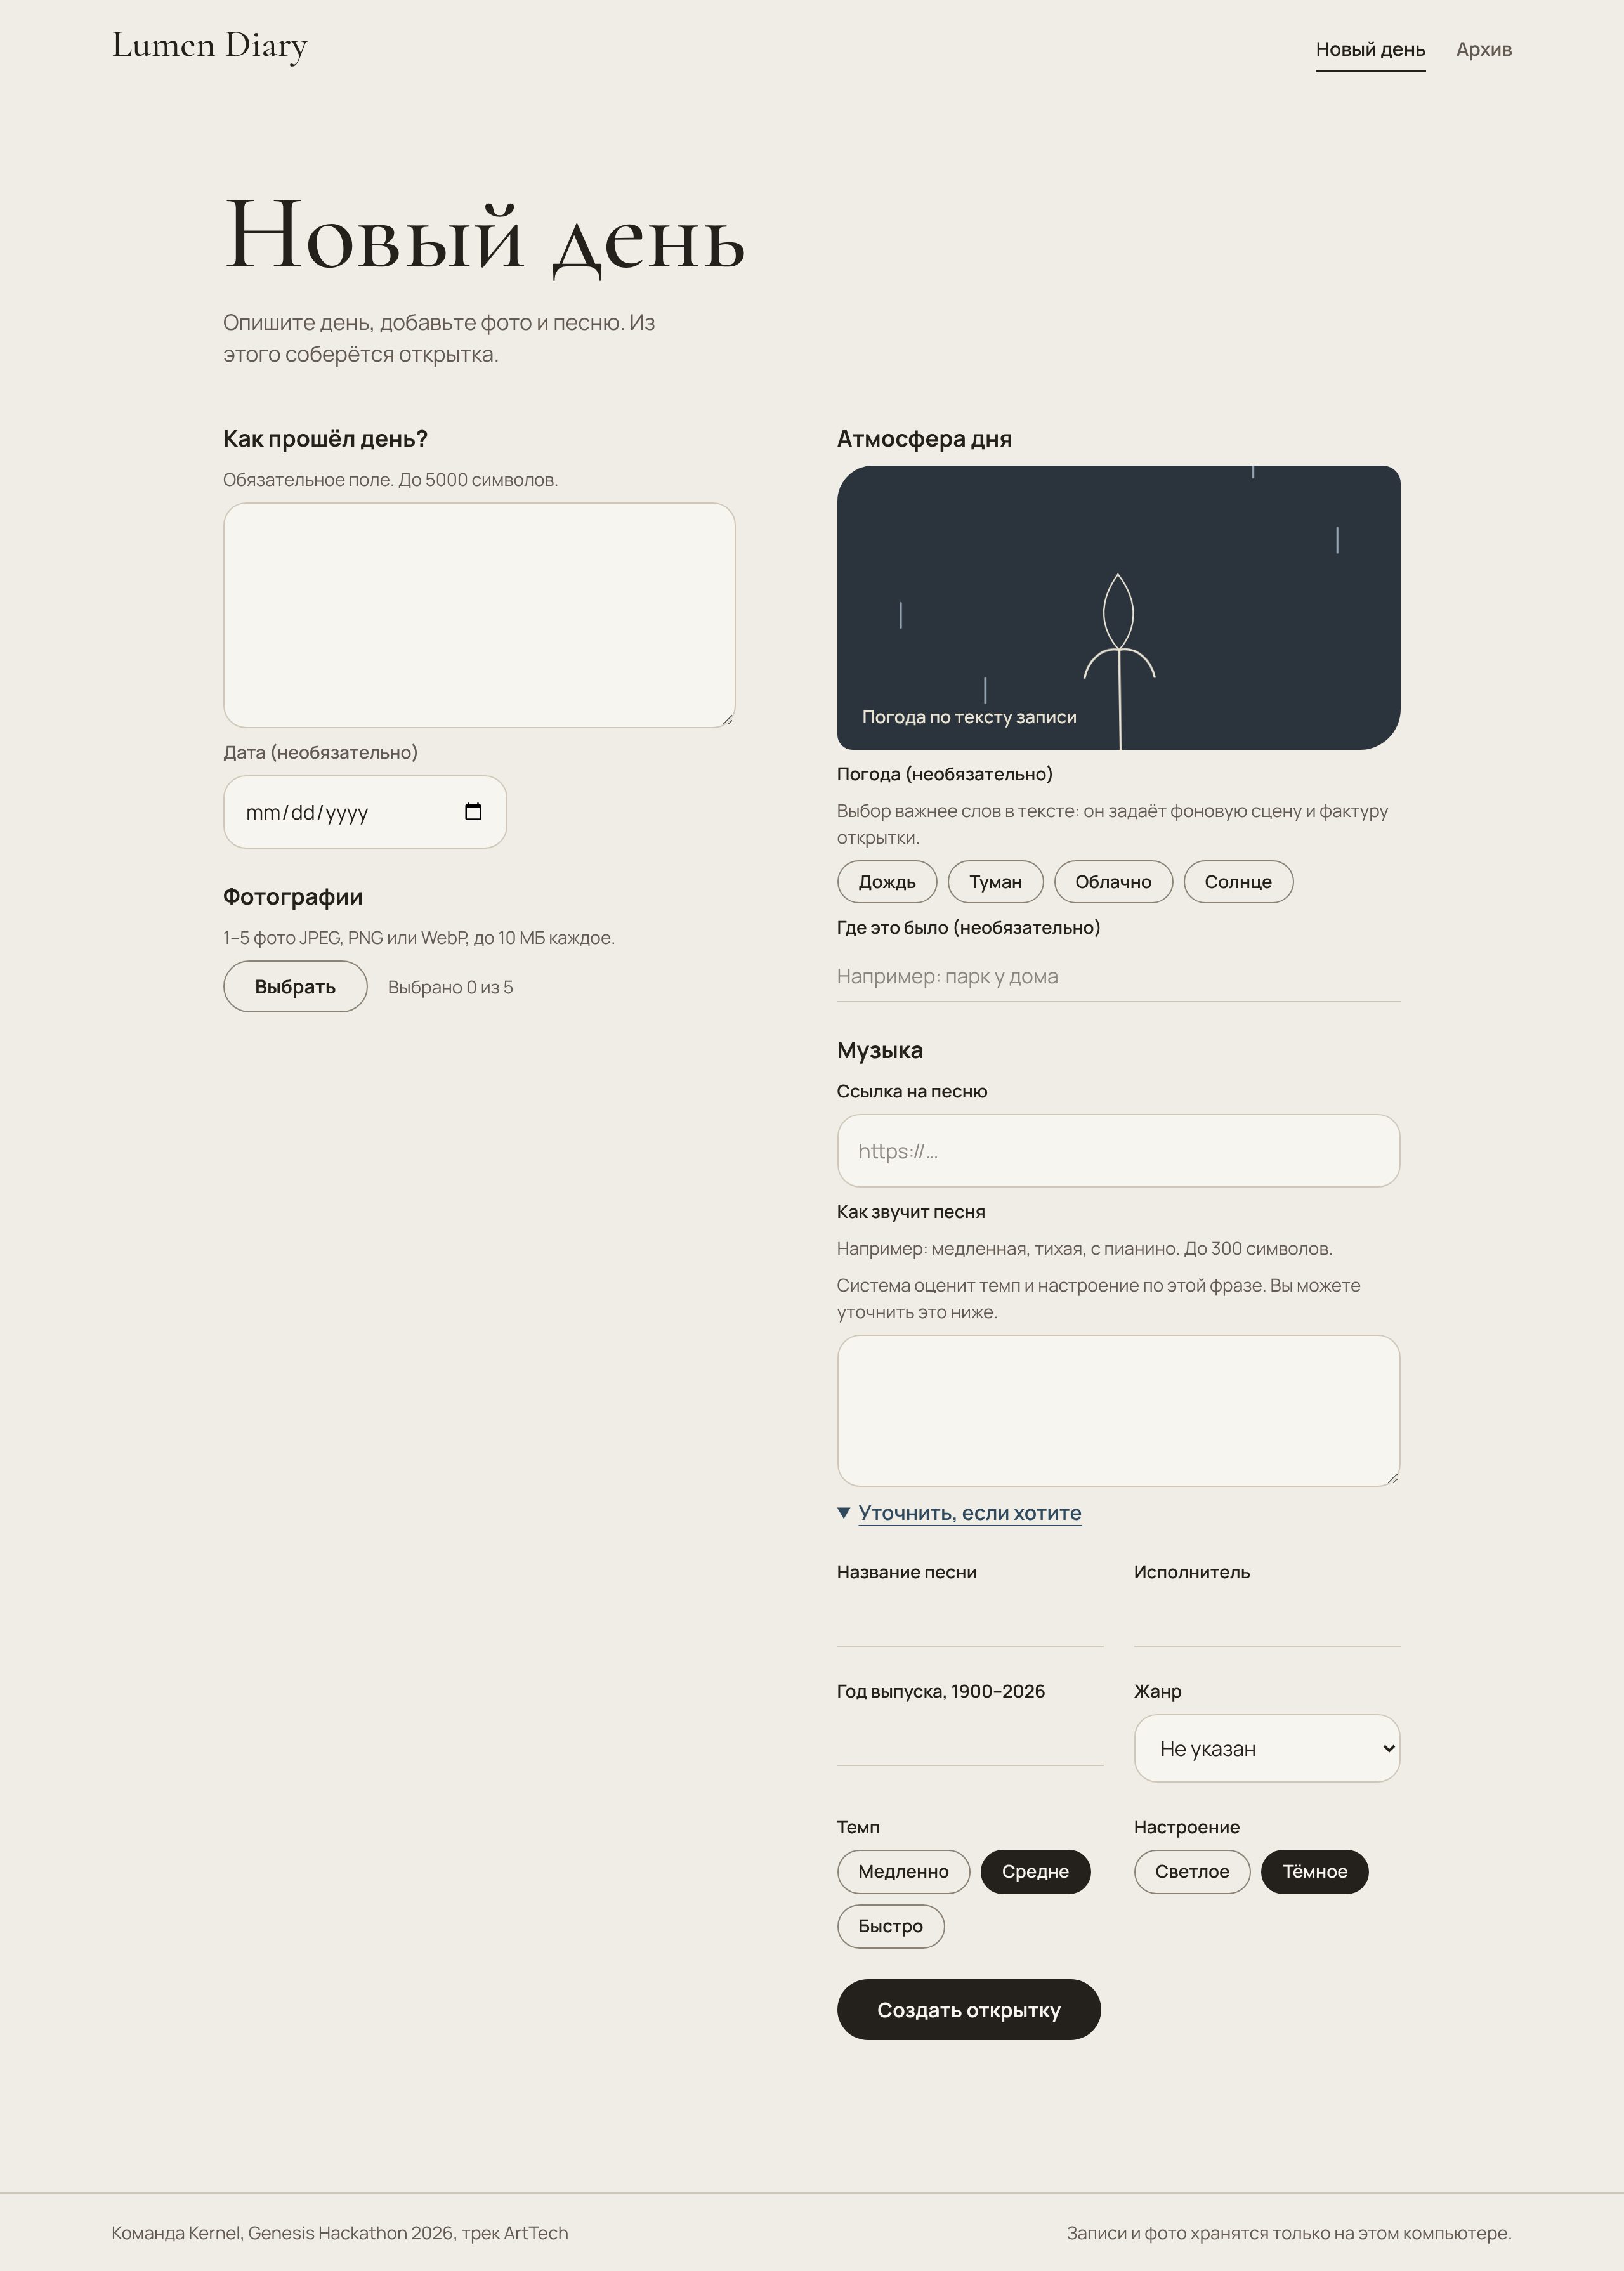 Lumen Diary
Новый день
Архив
Новый день
Опишите день, добавьте фото и песню. Из
этого соберётся открытка.
Как прошёл день?
Обязательное поле. До 5000 символов.
Дата (необязательно)
mm/dd/yyyy
Фотографии
1–5 фото JPEG, PNG или WebP, до 10 МБ каждое.
Выбрать
Выбрано 0 из 5
Атмосфера дня
Погода по тексту записи
Погода (необязательно)
Выбор важнее слов в тексте: он задаёт фоновую сцену и фактуру
открытки.
Дождь
Туман
Облачно
Солнце
Где это было (необязательно)
Например: парк у дома
Музыка
Ссылка на песню
https://…
Как звучит песня
Например: медленная, тихая, с пианино. До 300 символов.
Система оценит темп и настроение по этой фразе. Вы можете
уточнить это ниже.
Уточнить, если хотите
Название песни
Исполнитель
Год выпуска, 1900–2026
Жанр
Не указан
Темп
Медленно
Средне
Быстро
Настроение
Светлое
Тёмное
Создать открытку
Команда Kernel, Genesis Hackathon 2026, трек ArtTech
Записи и фото хранятся только на этом компьютере.